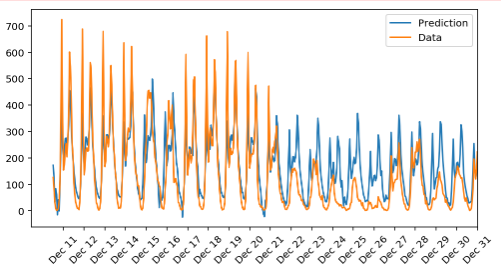 Prediction
Data
700
600
500
400
300
200
100
0
Dec 11
Dec 12
Dec 13
Dec 14
Dec 15
Dec 16
Dec 17
Dec 18
Dec 19
Dec 20
Dec 21
Dec 22
Dec 23
Dec 24
Dec 25
Dec 26
Dec 27
Dec 28
Dec 29
Dec 30
Dec 31